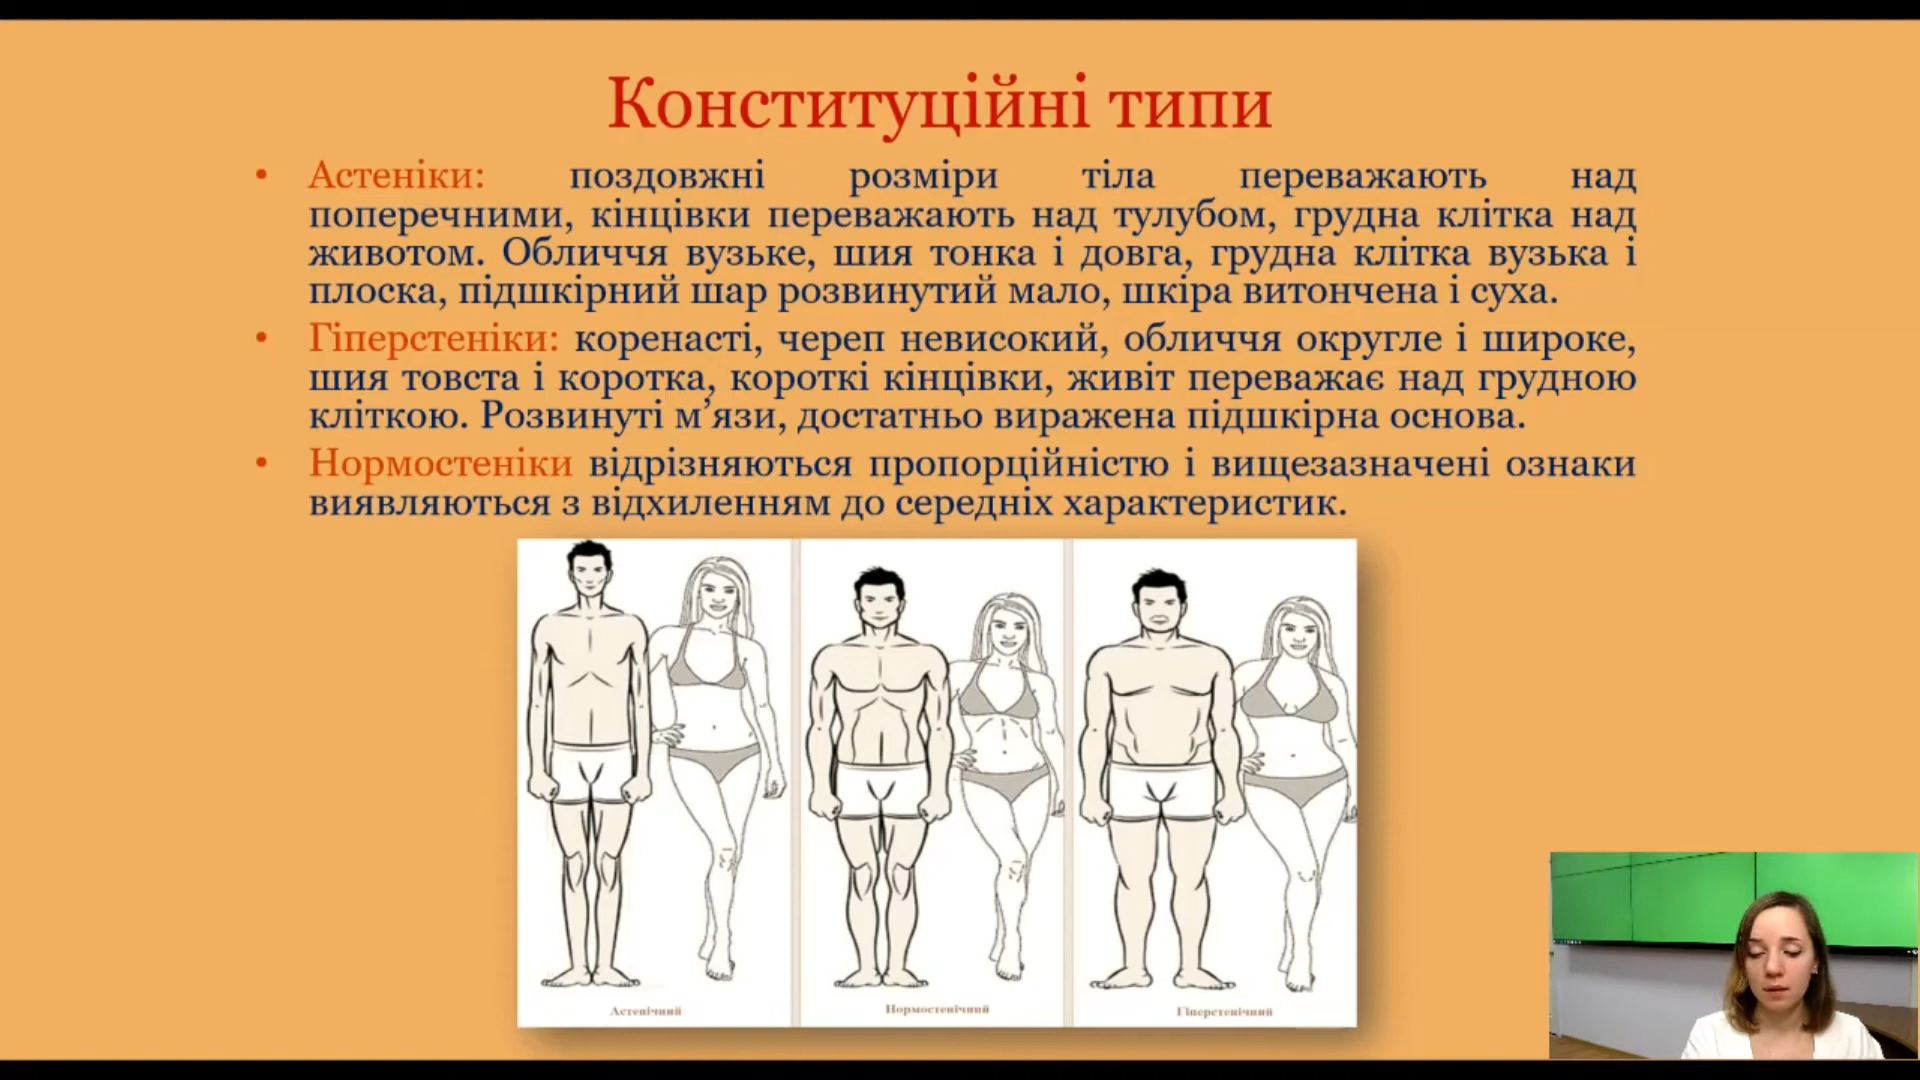 Конституційні типи
• Астеніки: поздовжні розміри тіла переважають над
поперечними, кінцівки переважають над тулубом, грудна клітка над
животом. Обличчя вузьке, шия тонка і довга, грудна клітка вузька і
плоска, підшкірний шар розвинутий мало, шкіра витончена і суха.
• Гіперстеніки: коренасті, череп невисокий, обличчя округле і широке,
шия товста і коротка, короткі кінцівки, живіт переважає над грудною
кліткою. Розвинуті м’язи, достатньо виражена підшкірна основа.
• Нормостеніки відрізняються пропорційністю і вищезазначені ознаки
виявляються з відхиленням до середніх характеристик.
Астенічний
Нормостенічний
Гіперстенічний